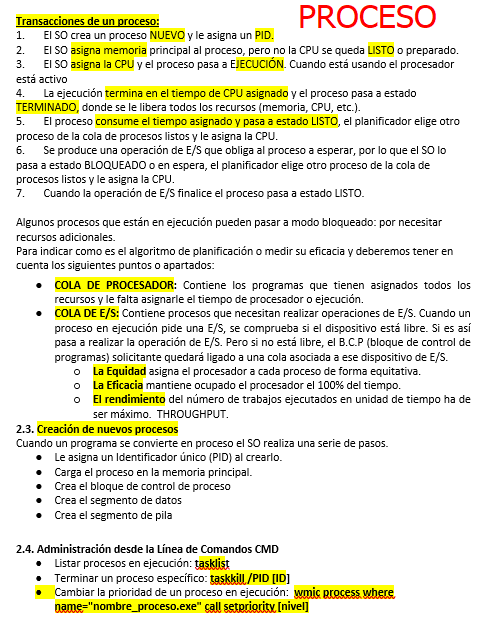 PROCESO
Transacciones de un proceso:
1. El SO crea un proceso NUEVO y le asigna un PID.
2. El SO asigna memoria principal al proceso, pero no la CPU se queda LISTO o preparado.
3. El SO asigna la CPU y el proceso pasa a EJECUCIÓN. Cuando está usando el procesador
está activo
4. La ejecución termina en el tiempo de CPU asignado y el proceso pasa a estado
TERMINADO, donde se le libera todos los recursos (memoria, CPU, etc.).
5. El proceso consume el tiempo asignado y pasa a estado LISTO, el planificador elige otro
proceso de la cola de procesos listos y le asigna la CPU.
6. Se produce una operación de E/S que obliga al proceso a esperar, por lo que el SO lo
pasa a estado BLOQUEADO o en espera, el planificador elige otro proceso de la cola de
procesos listos y le asigna la CPU.
7. Cuando la operación de E/S finalice el proceso pasa a estado LISTO.
Algunos procesos que están en ejecución pueden pasar a modo bloqueado: por necesitar
recursos adicionales.
Para indicar como es el algoritmo de planificación o medir su eficacia y deberemos tener en
cuenta los siguientes puntos o apartados:
• COLA DE PROCESADOR: Contiene los programas que tienen asignados todos los
recursos y le falta asignarle el tiempo de procesador o ejecución.
• COLA DE E/S: Contiene procesos que necesitan realizar operaciones de E/S. Cuando un
proceso en ejecución pide una E/S, se comprueba si el dispositivo está libre. Si es así
pasa a realizar la operación de E/S. Pero si no está libre, el B.C.P (bloque de control de
programas) solicitante quedará ligado a una cola asociada a ese dispositivo de E/S.
o La Equidad asigna el procesador a cada proceso de forma equitativa.
o La Eficacia mantiene ocupado el procesador el 100% del tiempo.
o El rendimiento del número de trabajos ejecutados en unidad de tiempo ha de
ser máximo. THROUGHPUT.
2.3. Creación de nuevos procesos
Cuando un programa se convierte en proceso el SO realiza una serie de pasos.
• Le asigna un Identificador único (PID) al crearlo.
• Carga el proceso en la memoria principal.
• Crea el bloque de control de proceso
• Crea el segmento de datos
• Crea el segmento de pila
2.4. Administración desde la Línea de Comandos CMD
• Listar procesos en ejecución: tasklist
• Terminar un proceso específico: taskkill /PID [ID]
• Cambiar la prioridad de un proceso en ejecución: wmic process where
name="nombre_proceso.exe" call setpriority [nivel]